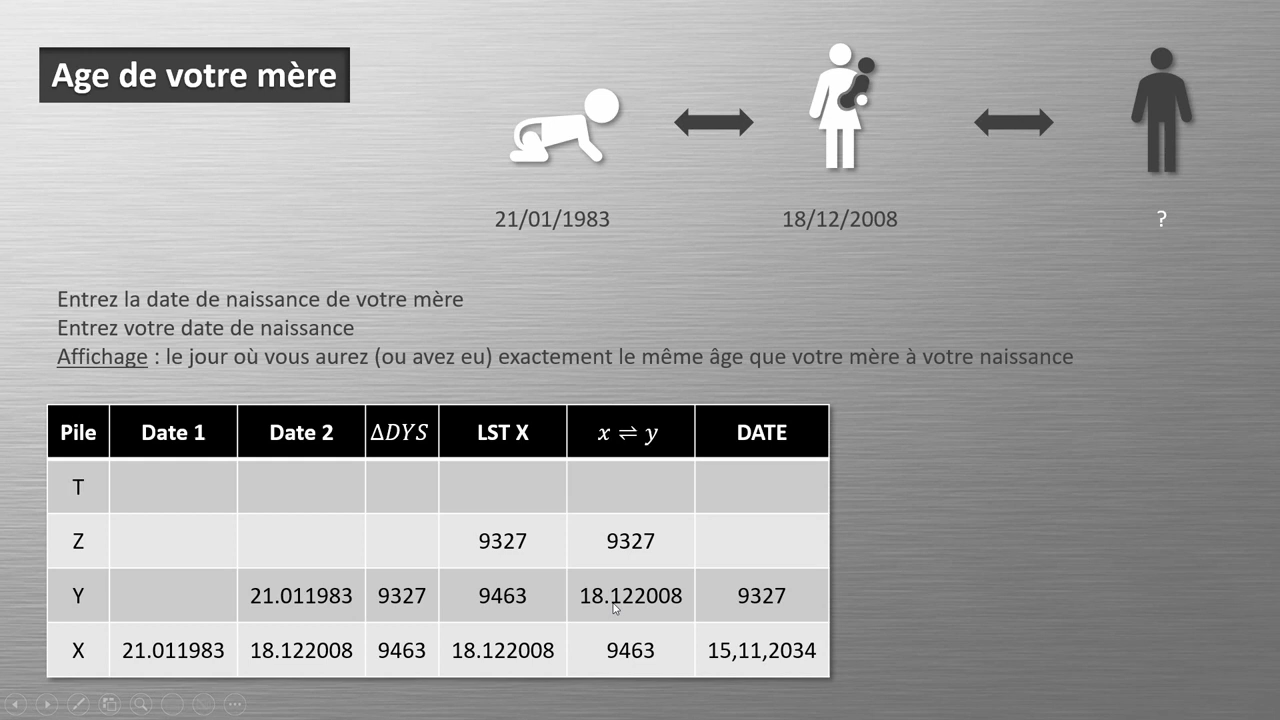 Age de votre mère
21/01/1983 18/12/2008 ?
Entrez la date de naissance de votre mère
Entrez votre date de naissance
Affichage : le jour où vous aurez (ou avez eu) exactement le même âge que votre mère à votre naissance
Pile Date 1 Date 2 ΔDYS LST X x ⇌ y DATE
T
Z 9327 9327
Y 21.011983 9327 9463 18.122008 9327
X 21.011983 18.122008 9463 18.122008 9463 15,11,2034